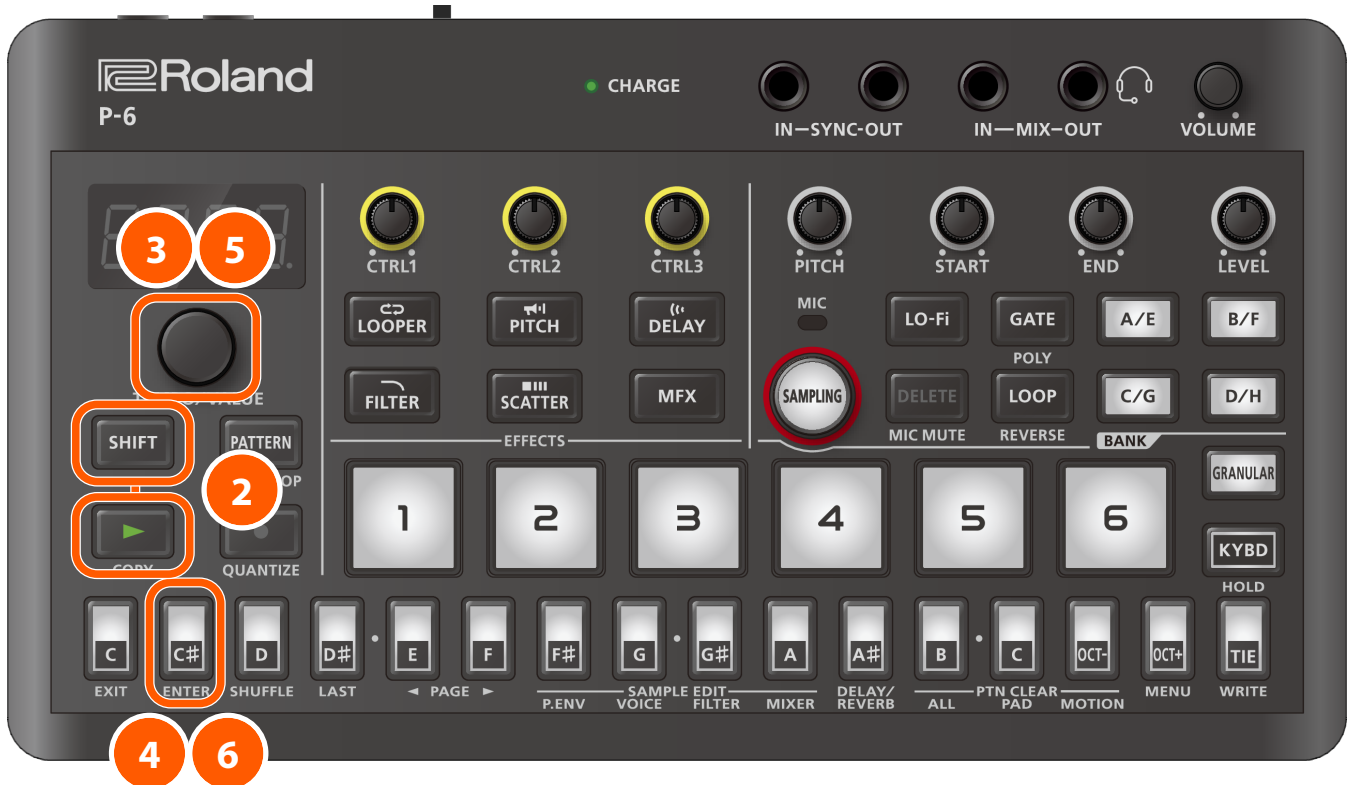 Roland
P-6
CHARGE
IN–SYNC-OUT
IN–MIX–OUT
VOLUME
3
5
CTRL1
CTRL2
CTRL3
PITCH
START
END
LEVEL
MIC
LOOPER
PITCH
DELAY
LO-Fi
GATE
A/E
B/F
POLY
VALUE
FILTER
SCATTER
MFX
SAMPLING
DELETE
LOOP
C/G
D/H
SHIFT
PATTERN
EFFECTS
MIC MUTE
REVERSE
BANK
2
OP
1
2
3
4
5
6
GRANULAR
COPY
QUANTIZE
KYBD
HOLD
C
C#
D
D#
E
F
F#
G
G#
A
A#
B
C
OCT-
OCT+
TIE
EXIT
ENTER
SHUFFLE
LAST
◄ PAGE ►
SAMPLE EDIT
P.ENV
VOICE
FILTER
MIXER
DELAY/
REVERB
PTN CLEAR
ALL
PAD
MOTION
MENU
WRITE
4
6